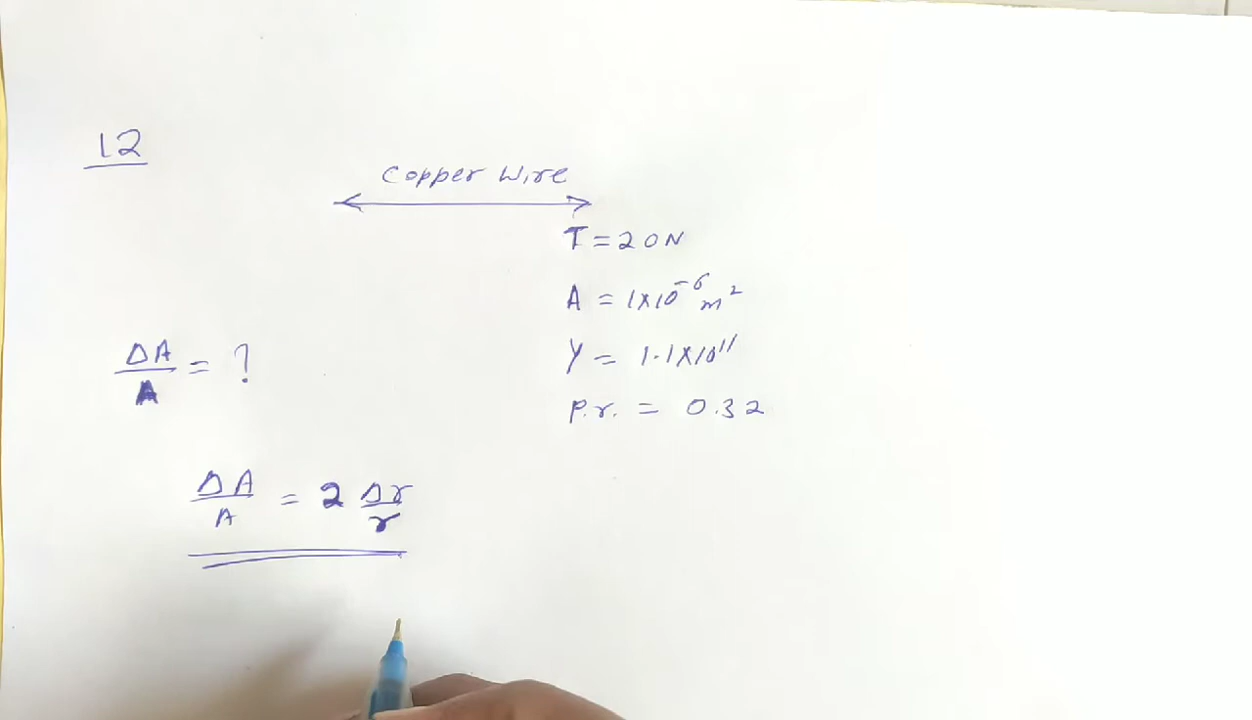 12
Copper Wire
T = 20N
A = 1×10⁻⁶ m²
ΔA/A = ?
Y = 1.1×10¹¹
P.r. = 0.32
ΔA/A = 2 Δr/r